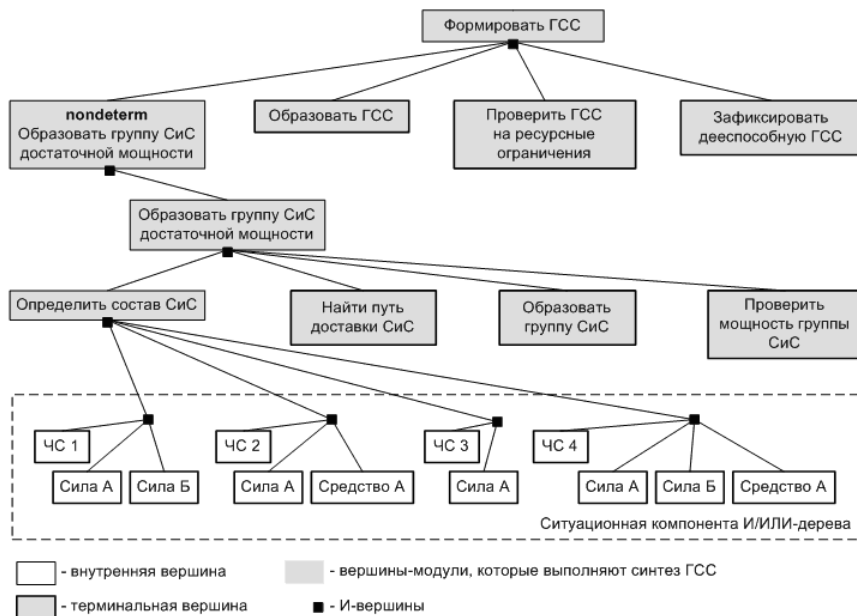 Формировать ГСС
nondeterm
Образовать группу СиС
достаточной мощности
Образовать ГСС
Проверить ГСС
на ресурсные
ограничения
Зафиксировать
дееспособную ГСС
Образовать группу СиС
достаточной мощности
Определить состав СиС
Найти путь
доставки СиС
Образовать
группу СиС
Проверить
мощность группы
СиС
ЧС 1
ЧС 2
ЧС 3
ЧС 4
Сила А
Сила Б
Сила А
Средство А
Сила А
Сила А
Сила Б
Средство А
Ситуационная компонента И/ИЛИ-дерева
- внутренняя вершина
- вершины-модули, которые выполняют синтез ГСС
- терминальная вершина
- И-вершины